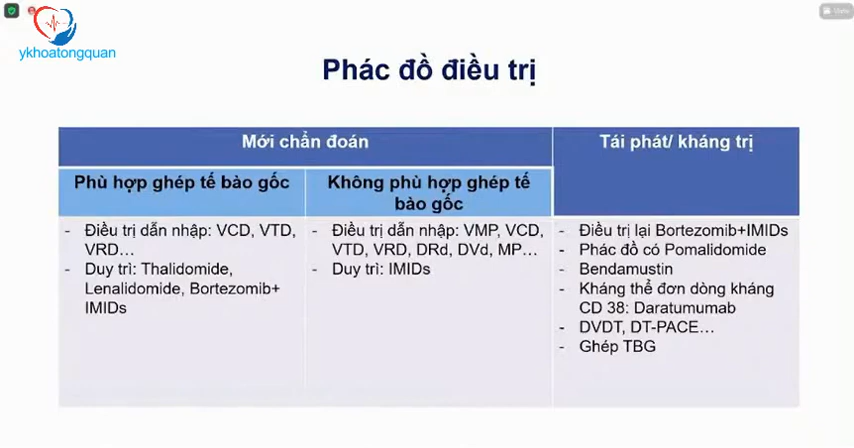 View
ykhoatongquan
Phác đồ điều trị
Mới chẩn đoán
Tái phát/ kháng trị
Phù hợp ghép tế bào gốc
Không phù hợp ghép tế
bào gốc
- Điều trị dẫn nhập: VCD, VTD,
VRD…
- Duy trì: Thalidomide,
Lenalidomide, Bortezomib+
IMIDs
- Điều trị dẫn nhập: VMP, VCD,
VTD, VRD, DRd, DVd, MP…
- Duy trì: IMIDs
- Điều trị lại Bortezomib+IMIDs
- Phác đồ có Pomalidomide
- Bendamustin
- Kháng thể đơn dòng kháng
CD 38: Daratumumab
- DVDT, DT-PACE…
- Ghép TBG